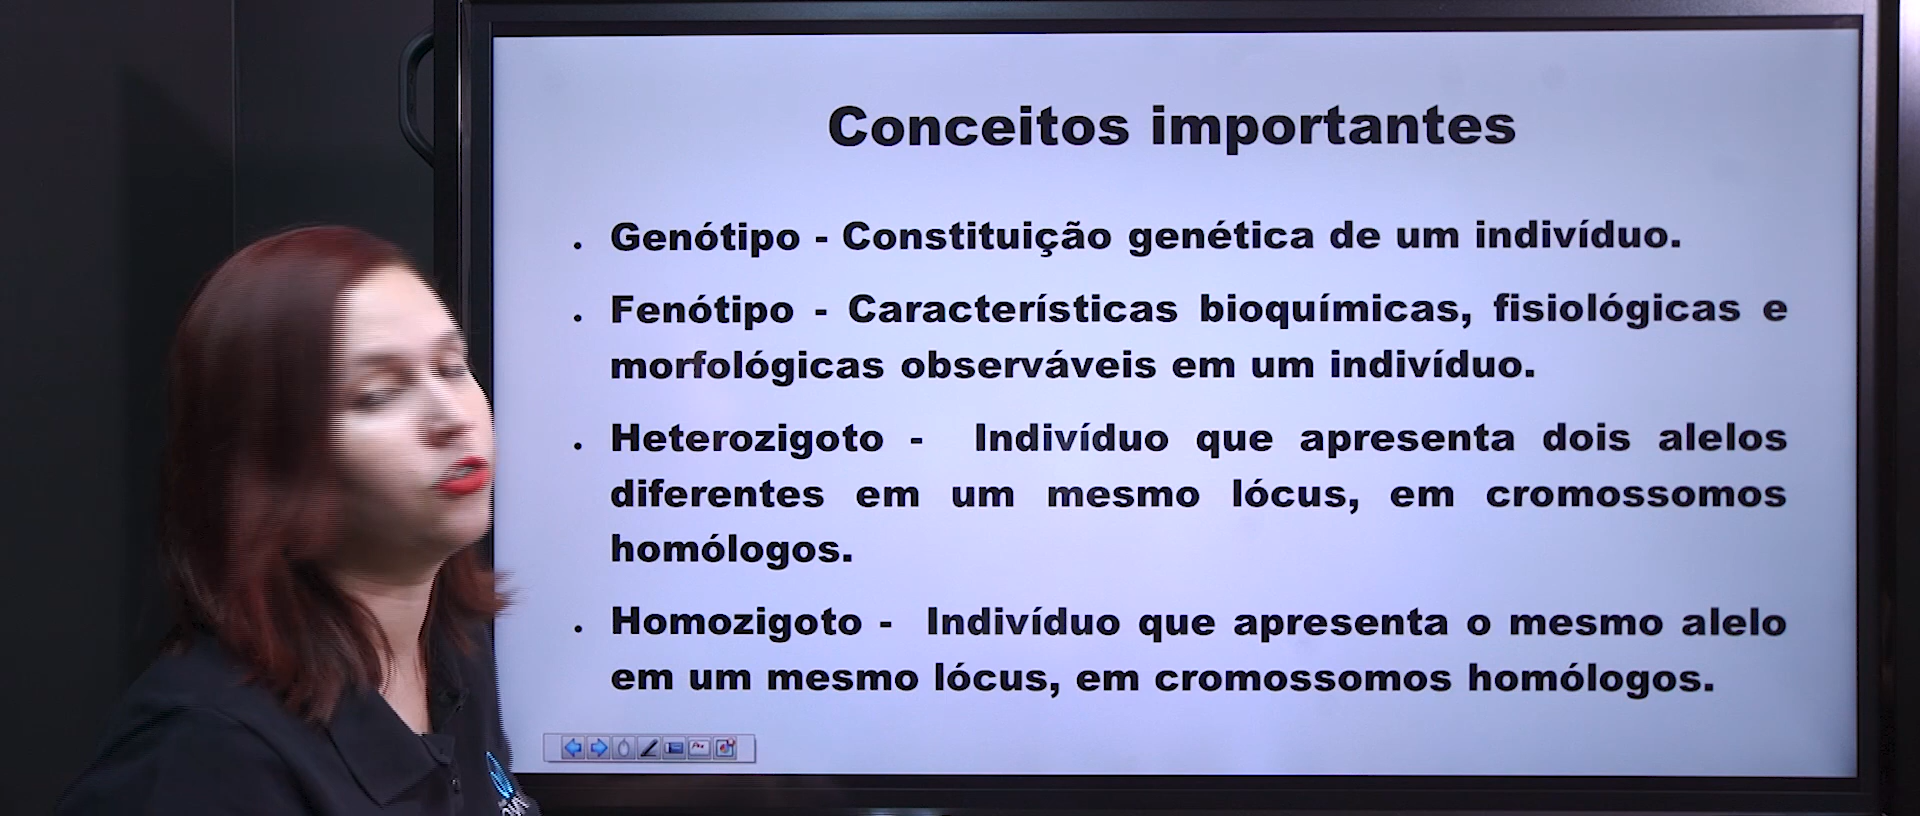 Conceitos importantes
. Genótipo - Constituição genética de um indivíduo.
. Fenótipo - Características bioquímicas, fisiológicas e
morfológicas observáveis em um indivíduo.
. Heterozigoto - Indivíduo que apresenta dois alelos
diferentes em um mesmo lócus, em cromossomos
homólogos.
. Homozigoto - Indivíduo que apresenta o mesmo alelo
em um mesmo lócus, em cromossomos homólogos.